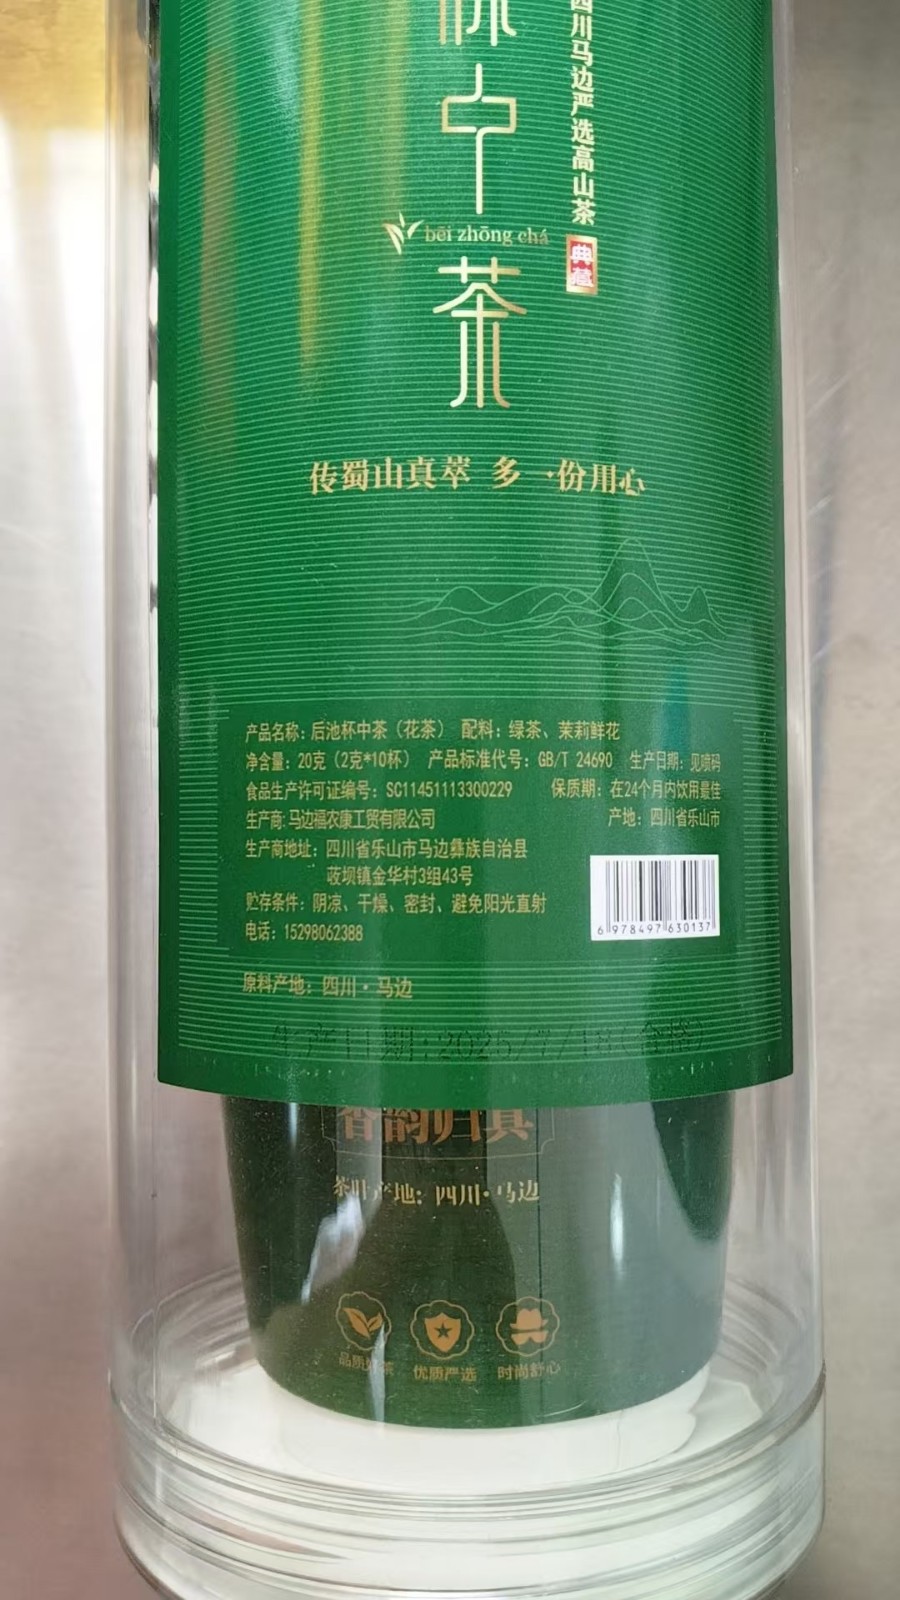 杯中茶
四川马边严选高山茶
典藏
bēi zhōng chá
传蜀山真萃 多一份用心
产品名称：后池杯中茶（花茶） 配料：绿茶、茉莉鲜花
净含量：20克（2克*10杯） 产品标准代号：GB/T 24690 生产日期：见喷码
食品生产许可证编号：SC11451113300229 保质期：在24个月内饮用最佳
生产商：马边福农康工贸有限公司 产地：四川省乐山市
生产商地址：四川省乐山市马边彝族自治县
荍坝镇金华村3组43号
贮存条件：阴凉、干燥、密封、避免阳光直射
电话：15298062388
6 978497 630137
原料产地：四川·马边
生产日期:2025/7/18(合格)
香韵归真
茶叶产地：四川·马边
品质好茶 优质严选 时尚舒心